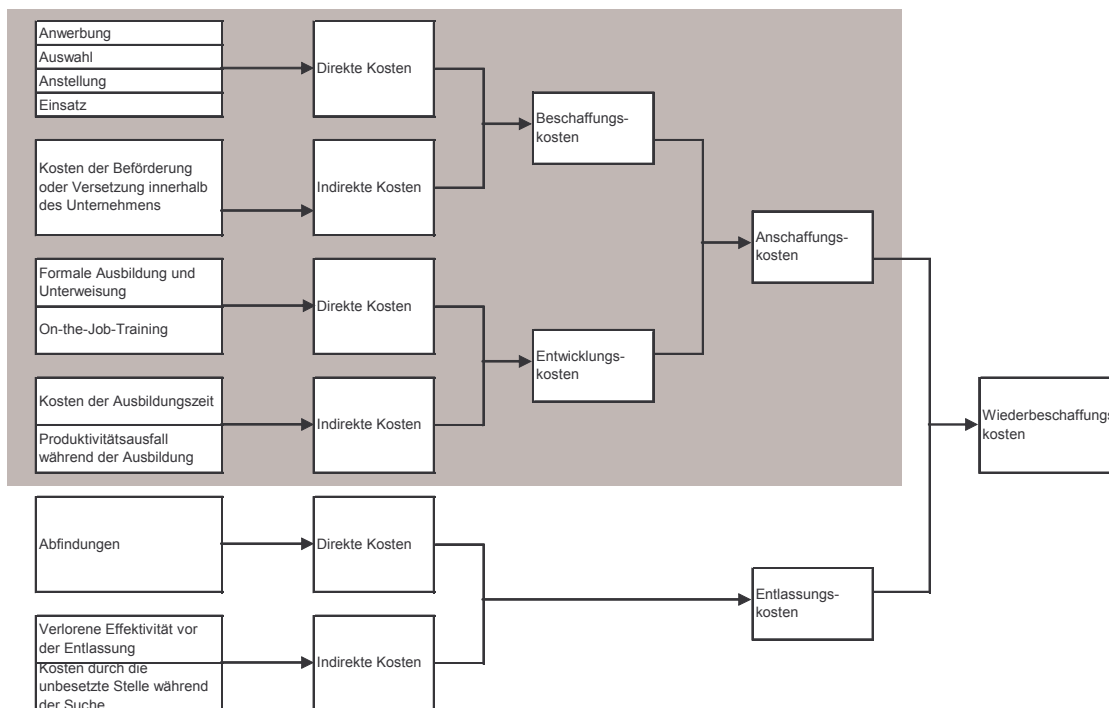 Anwerbung
Auswahl
Anstellung
Einsatz
Direkte Kosten
Kosten der Beförderung
oder Versetzung innerhalb
des Unternehmens
Indirekte Kosten
Beschaffungs-
kosten
Formale Ausbildung und
Unterweisung
On-the-Job-Training
Direkte Kosten
Kosten der Ausbildungszeit
Produktivitätsausfall
während der Ausbildung
Indirekte Kosten
Entwicklungs-
kosten
Anschaffungs-
kosten
Abfindungen
Direkte Kosten
Verlorene Effektivität vor
der Entlassung
Kosten durch die
unbesetzte Stelle während
der Suche
Indirekte Kosten
Entlassungs-
kosten
Wiederbeschaffungs
kosten